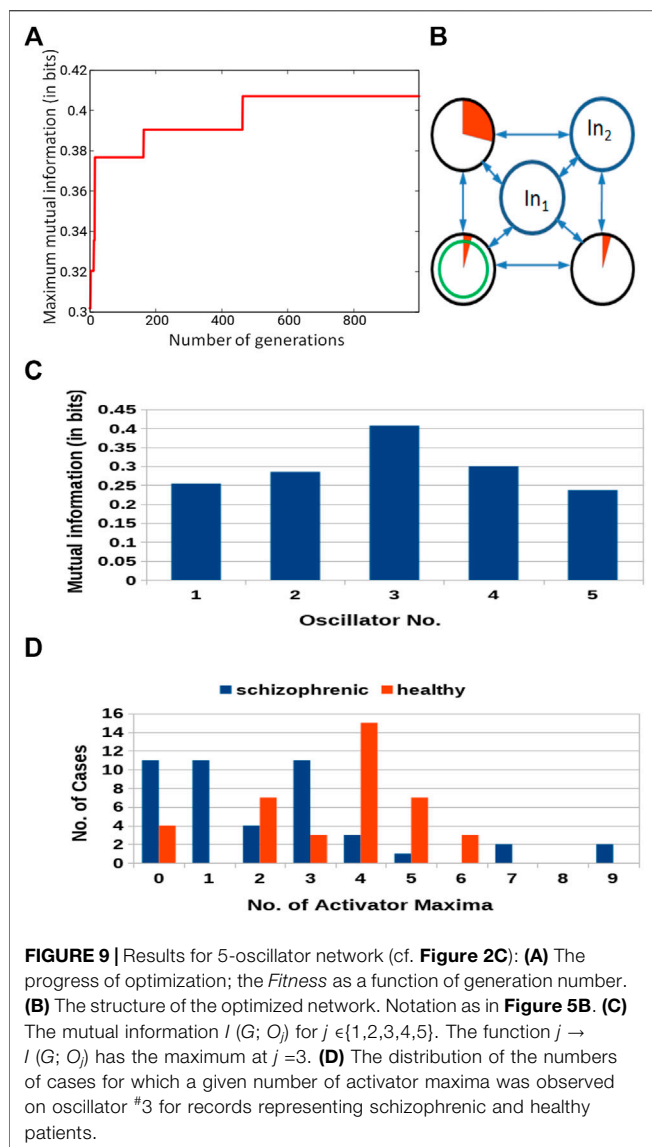 A
Maximum mutual information (in bits)
0.42
0.4
0.38
0.36
0.34
0.32
0.3
0
200
400
600
800
Number of generations
B
In2
In1
C
Mutual information (in bits)
0.45
0.4
0.35
0.3
0.25
0.2
0.15
0.1
0.05
0
1
2
3
4
5
Oscillator No.
D
schizophrenic
healthy
No. of Cases
16
14
12
10
8
6
4
2
0
0
1
2
3
4
5
6
7
8
9
No. of Activator Maxima
FIGURE 9 | Results for 5-oscillator network (cf. Figure 2C): (A) The
progress of optimization; the Fitness as a function of generation number.
(B) The structure of the optimized network. Notation as in Figure 5B. (C)
The mutual information I (G; Oj) for j ϵ{1,2,3,4,5}. The function j →
I (G; Oj) has the maximum at j =3. (D) The distribution of the numbers
of cases for which a given number of activator maxima was observed
on oscillator #3 for records representing schizophrenic and healthy
patients.